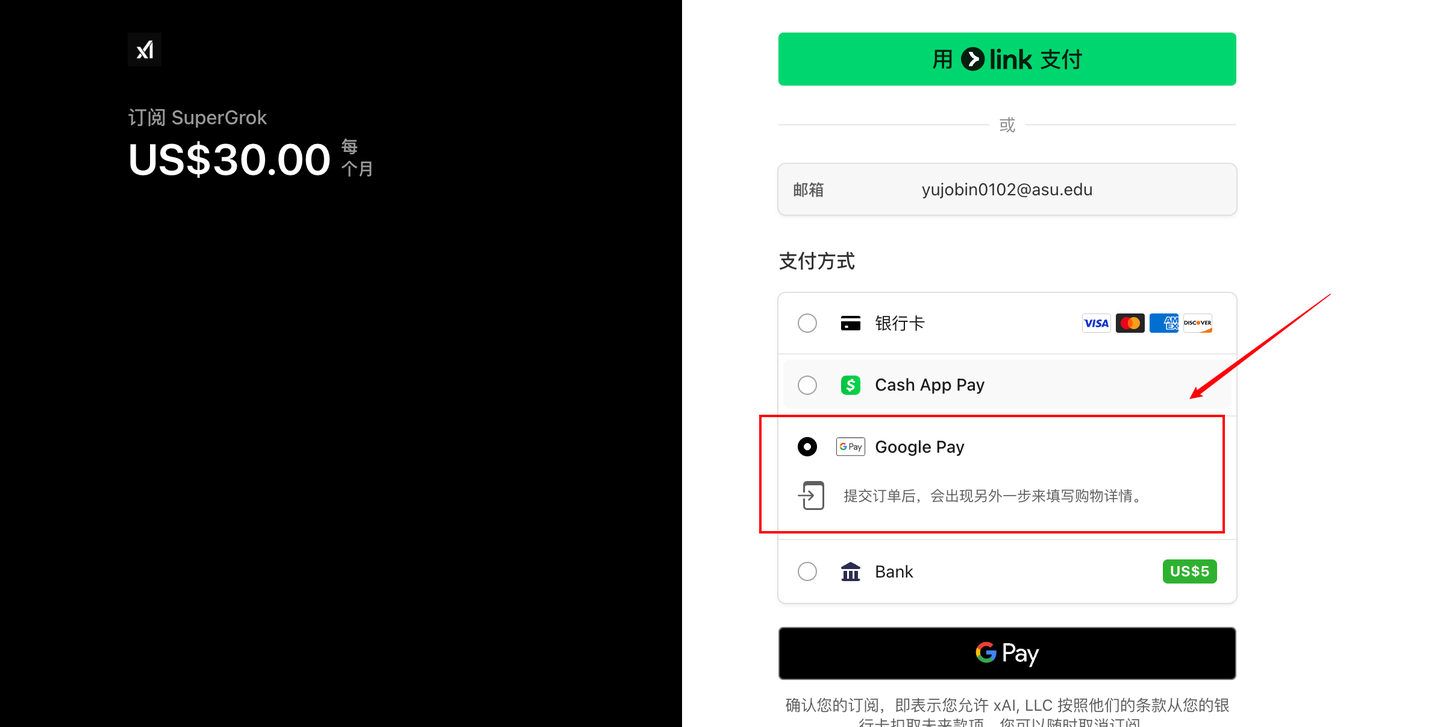 xI
订阅 SuperGrok
US$30.00 每
个月
用 link 支付
或
邮箱 yujobin0102@asu.edu
支付方式
银行卡 VISA AMEX DISCOVER
$ Cash App Pay
G Pay Google Pay
提交订单后，会出现另外一步来填写购物详情。
Bank US$5
G Pay
确认您的订阅，即表示您允许 xAI, LLC 按照他们的条款从您的银
行卡扣取未来款项。您可以随时取消订阅。